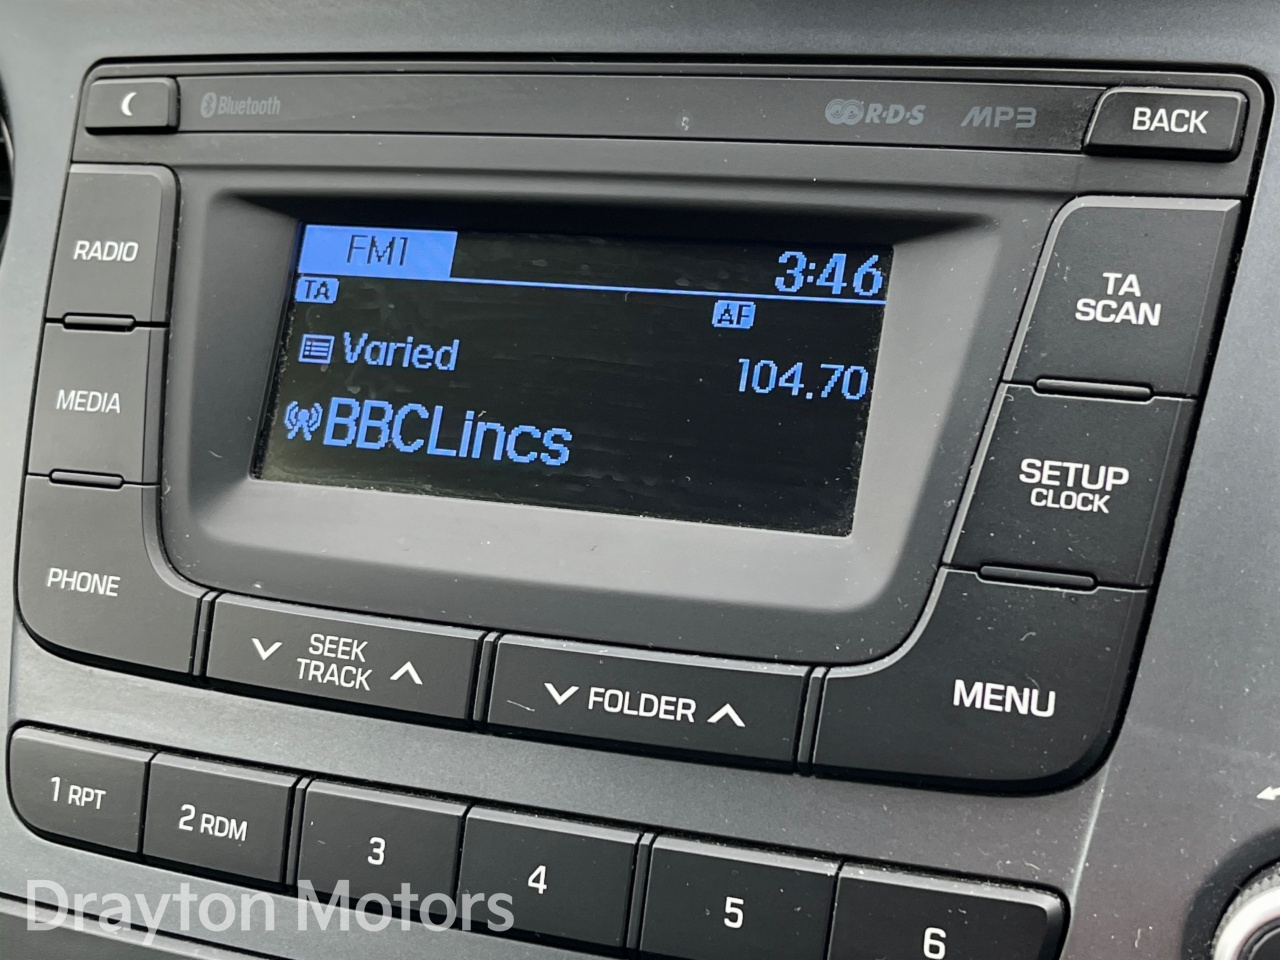 Bluetooth
R·D·S
MP3
BACK
RADIO
MEDIA
PHONE
FM1
3:46
TA
AF
Varied
104.70
BBCLincs
TA
SCAN
SETUP
CLOCK
MENU
SEEK
TRACK
FOLDER
1 RPT
2 RDM
3
4
5
6
Drayton Motors